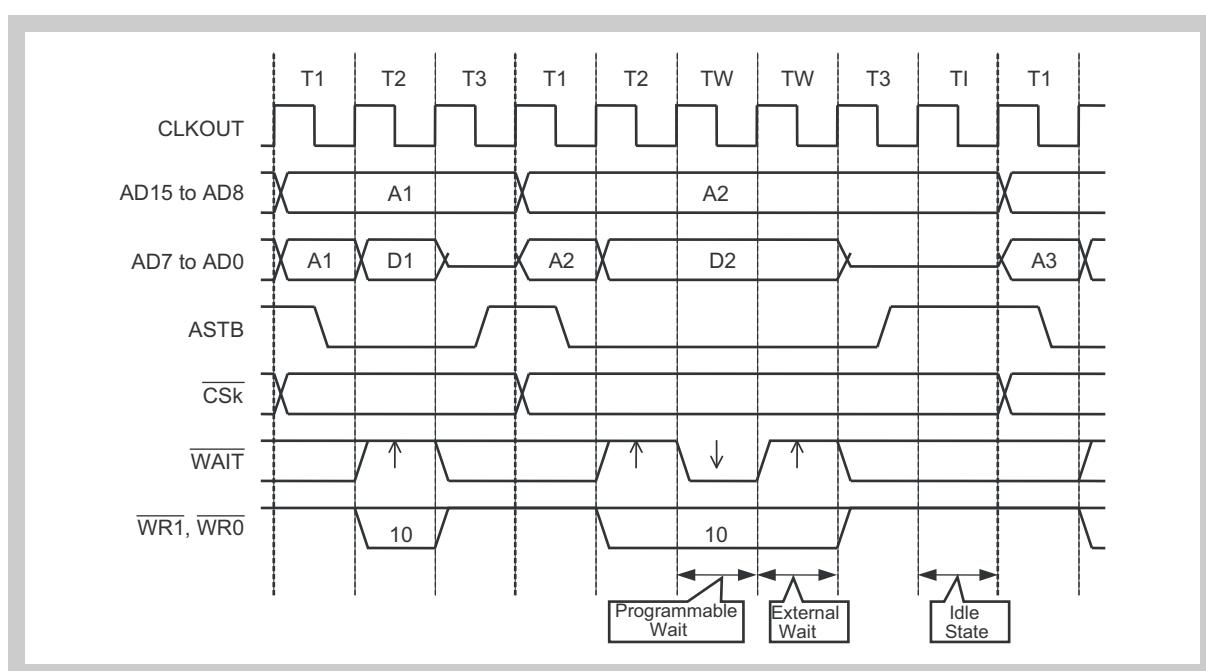 T1 T2 T3 T1 T2 TW TW T3 TI T1
CLKOUT
AD15 to AD8 A1 A2
AD7 to AD0 A1 D1 A2 D2 A3
ASTB
CSk
WAIT
WR1, WR0 10 10
Programmable Wait
External Wait
Idle State